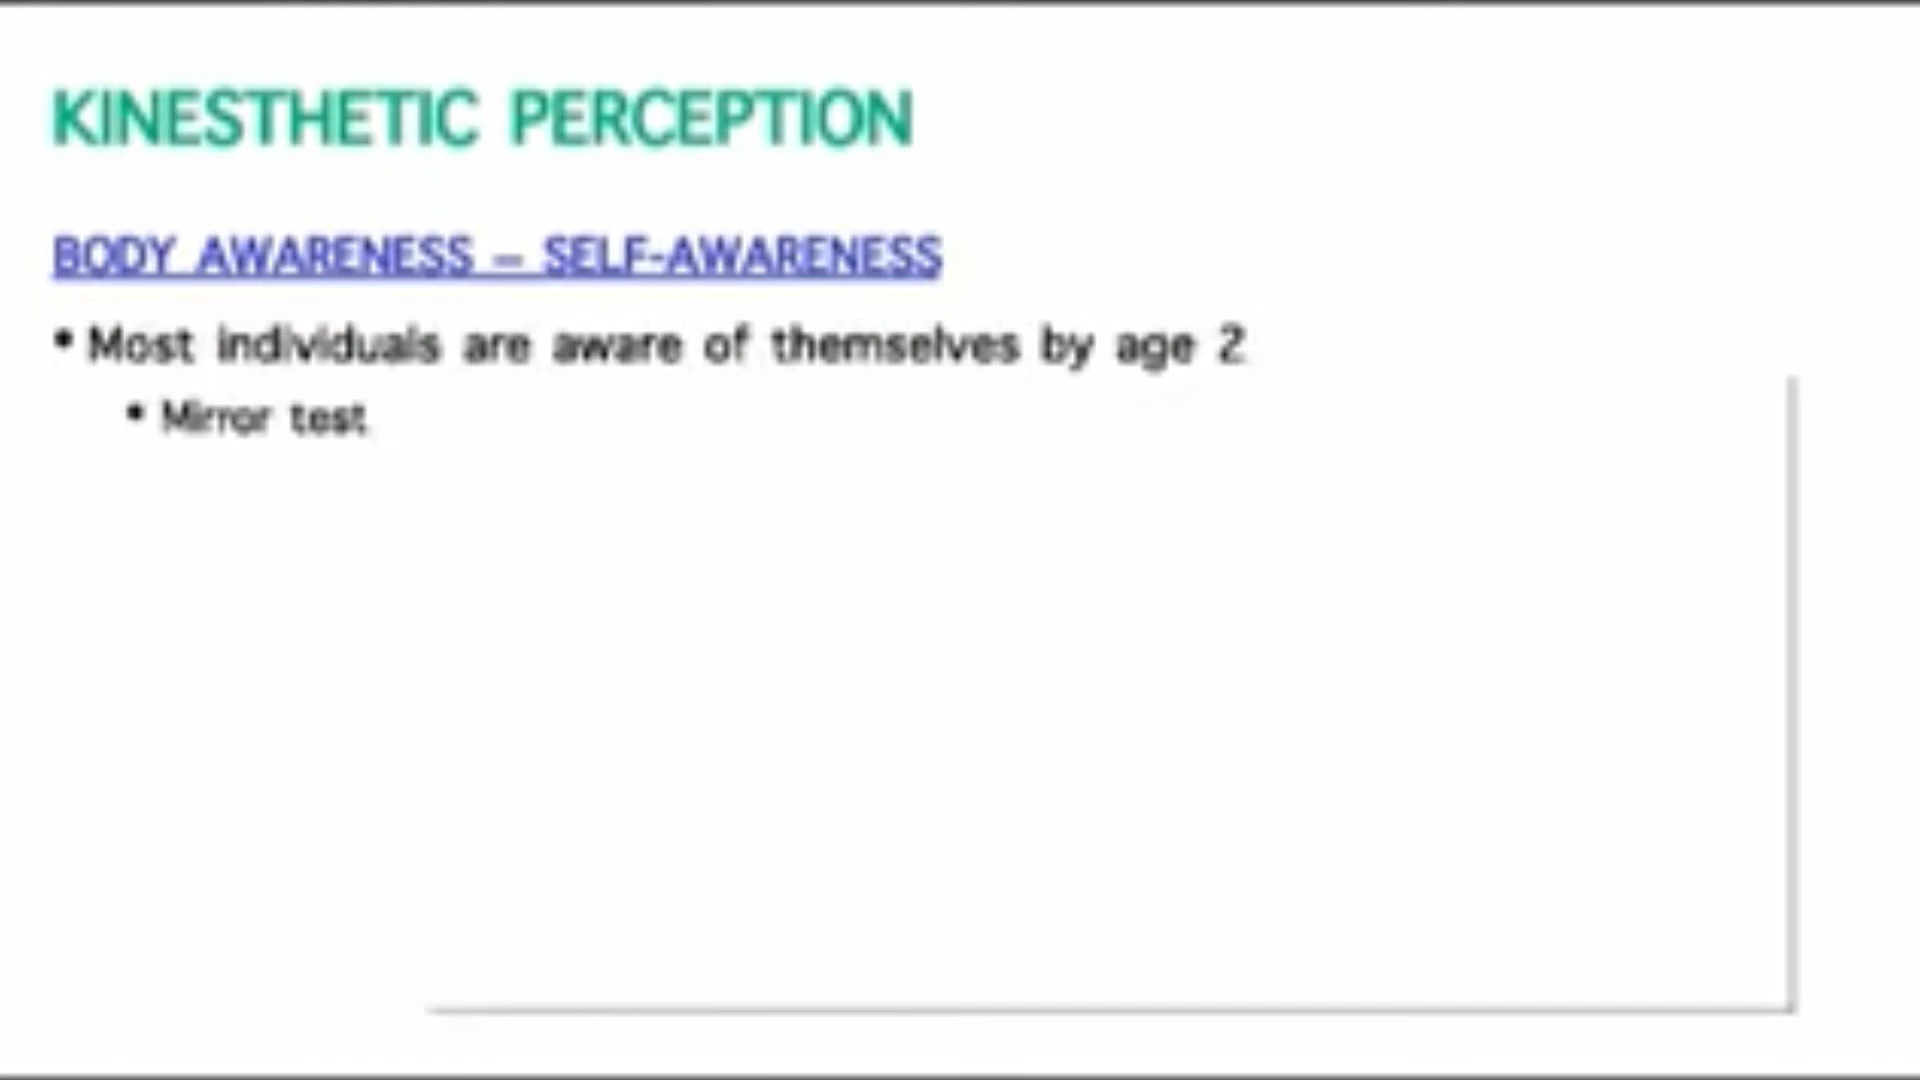 KINESTHETIC PERCEPTION
BODY AWARENESS – SELF-AWARENESS
• Most individuals are aware of themselves by age 2
• Mirror test